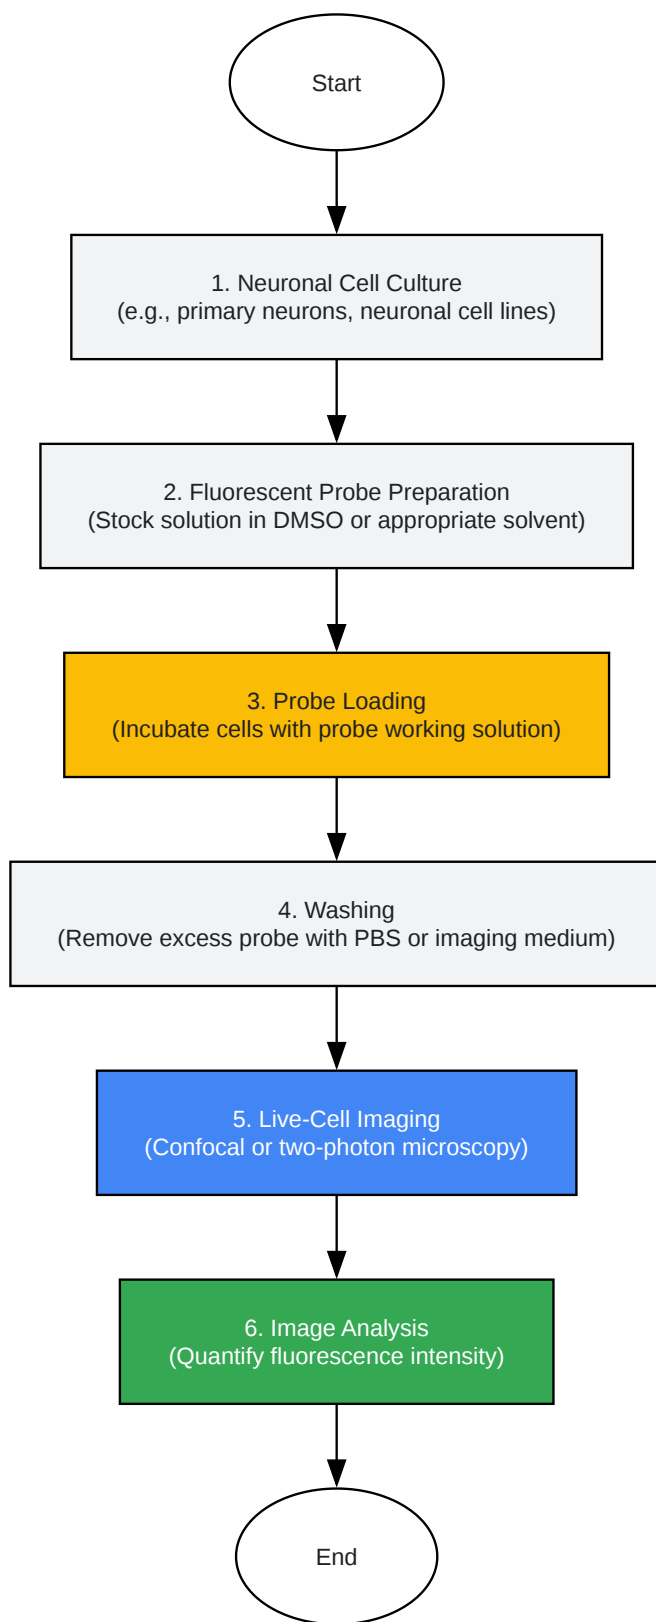 Start
1. Neuronal Cell Culture
(e.g., primary neurons, neuronal cell lines)
2. Fluorescent Probe Preparation
(Stock solution in DMSO or appropriate solvent)
3. Probe Loading
(Incubate cells with probe working solution)
4. Washing
(Remove excess probe with PBS or imaging medium)
5. Live-Cell Imaging
(Confocal or two-photon microscopy)
6. Image Analysis
(Quantify fluorescence intensity)
End